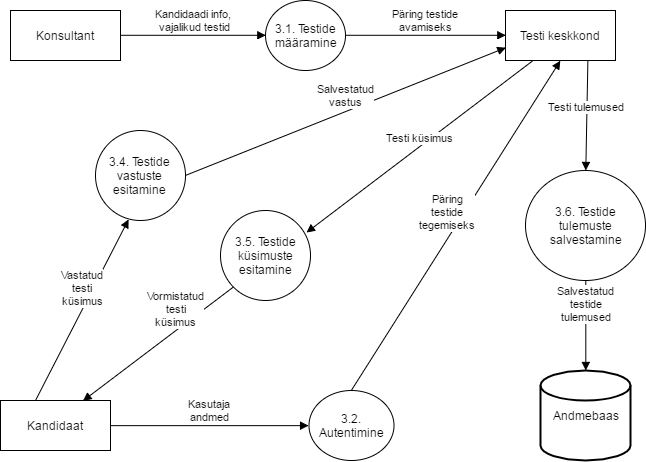 Konsultant
Kandidaadi info,
vajalikud testid
3.1. Testide
määramine
Päring testide
avamiseks
Testi keskkond
Salvestatud
vastus
Testi tulemused
Testi küsimus
3.4. Testide
vastuste
esitamine
Päring
testide
tegemiseks
3.6. Testide
tulemuste
salvestamine
3.5. Testide
küsimuste
esitamine
Vastatud
testi
küsimus
Vormistatud
testi
küsimus
Salvestatud
testide
tulemused
Kandidaat
Kasutaja
andmed
3.2.
Autentimine
Andmebaas